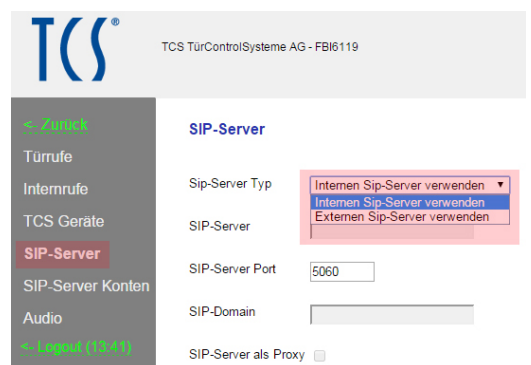 TCS®
TCS TürControlSysteme AG - FBI6119
<- Zurück
Türrufe
Internrufe
TCS Geräte
SIP-Server
SIP-Server Konten
Audio
<- Logout (13:41)
SIP-Server
Sip-Server Typ
Internen Sip-Server verwenden
Internen Sip-Server verwenden
Externen Sip-Server verwenden
SIP-Server
SIP-Server Port
5060
SIP-Domain
SIP-Server als Proxy